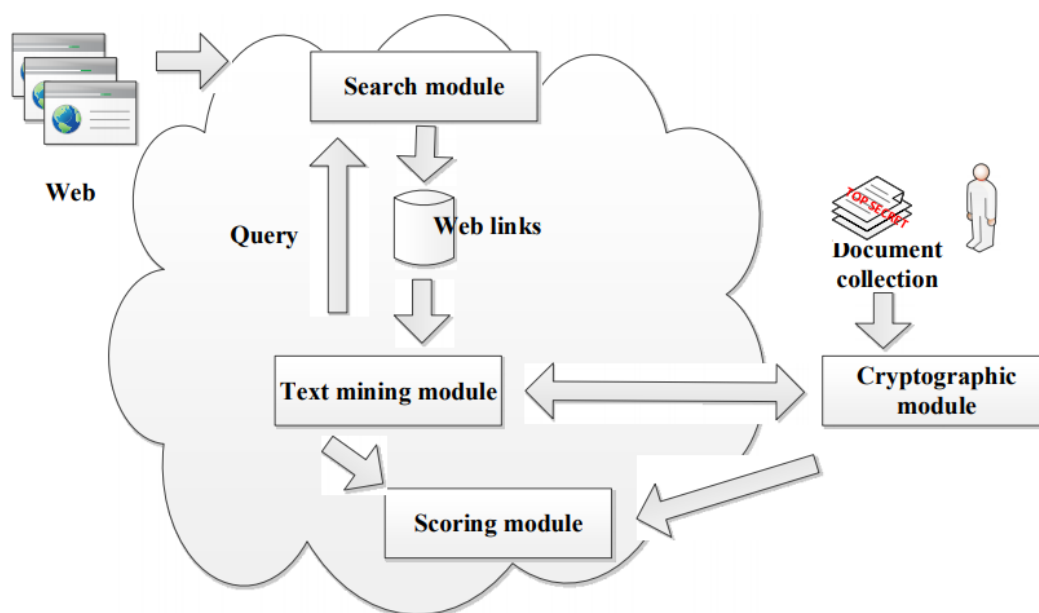 Search module
Web
Query
Web links
TOP SECRET
Document
collection
Text mining module
Cryptographic
module
Scoring module